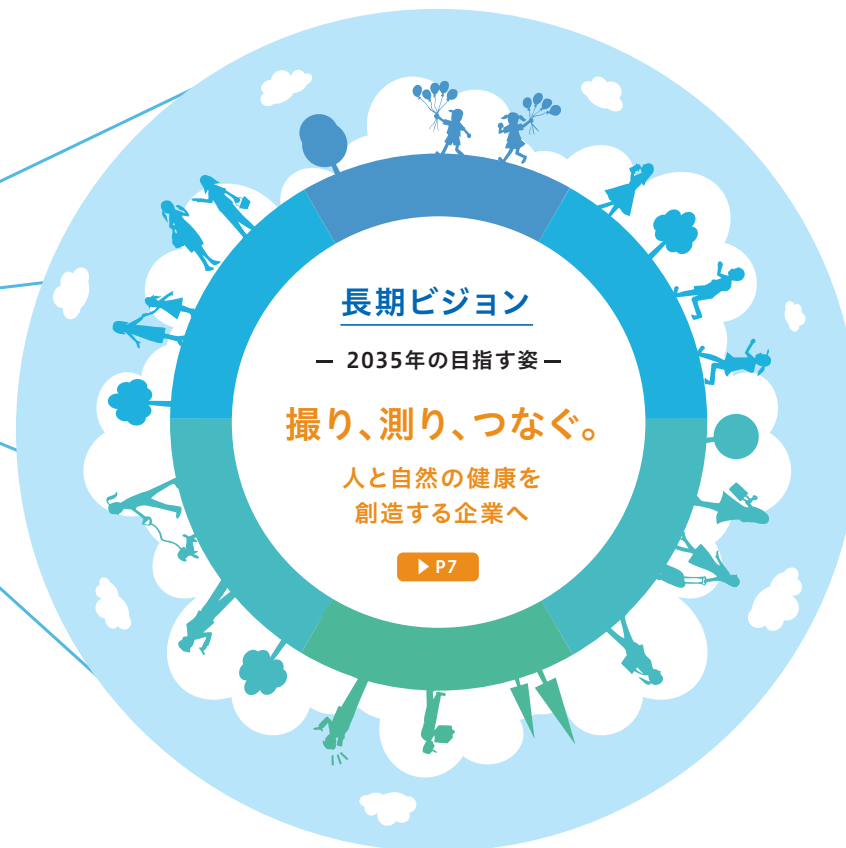 長期ビジョン
― 2035年の目指す姿 ―
撮り、測り、つなぐ。
人と自然の健康を
創造する企業へ
▶ P7